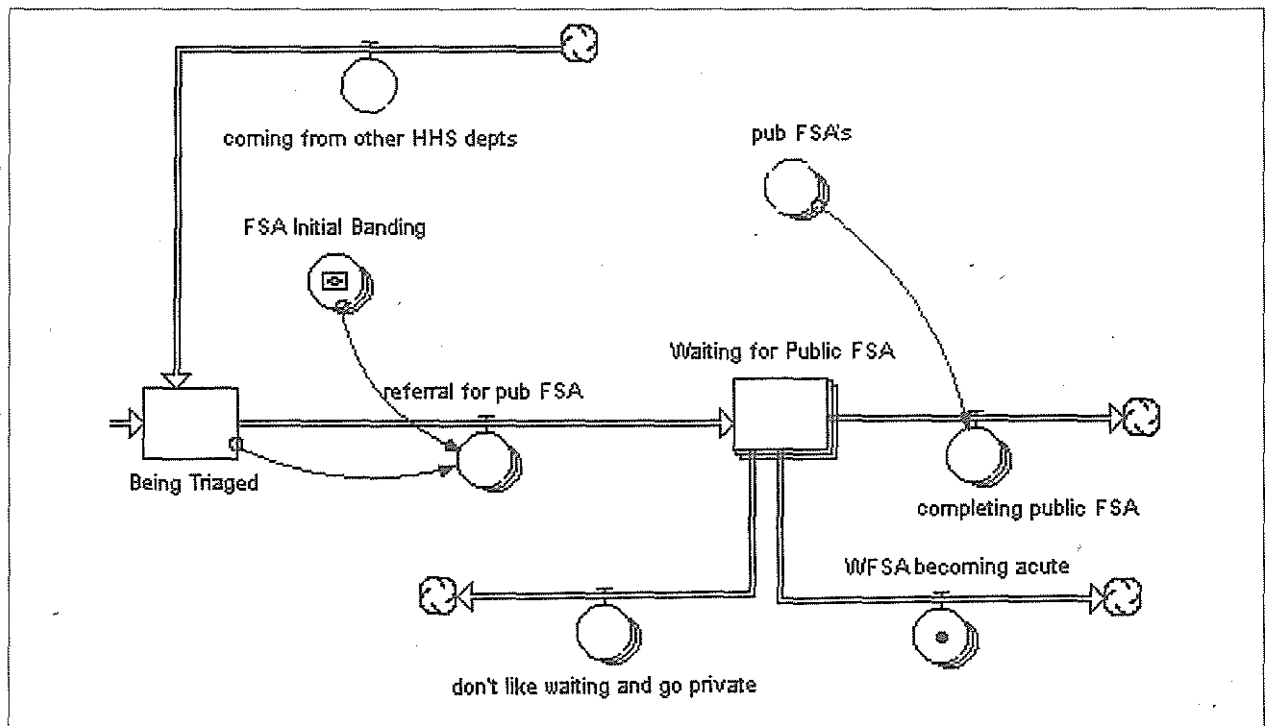 coming from other HHS depts
pub FSA's
FSA Initial Banding
Waiting for Public FSA
referral for pub FSA
Being Triaged
completing public FSA
WFSA becoming acute
don't like waiting and go private